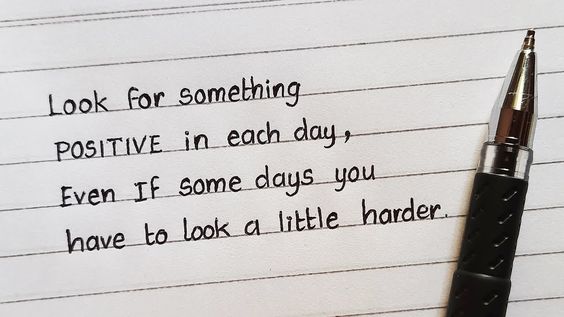 Look for something
POSITIVE in each day,
Even If some days you
have to look a little harder.